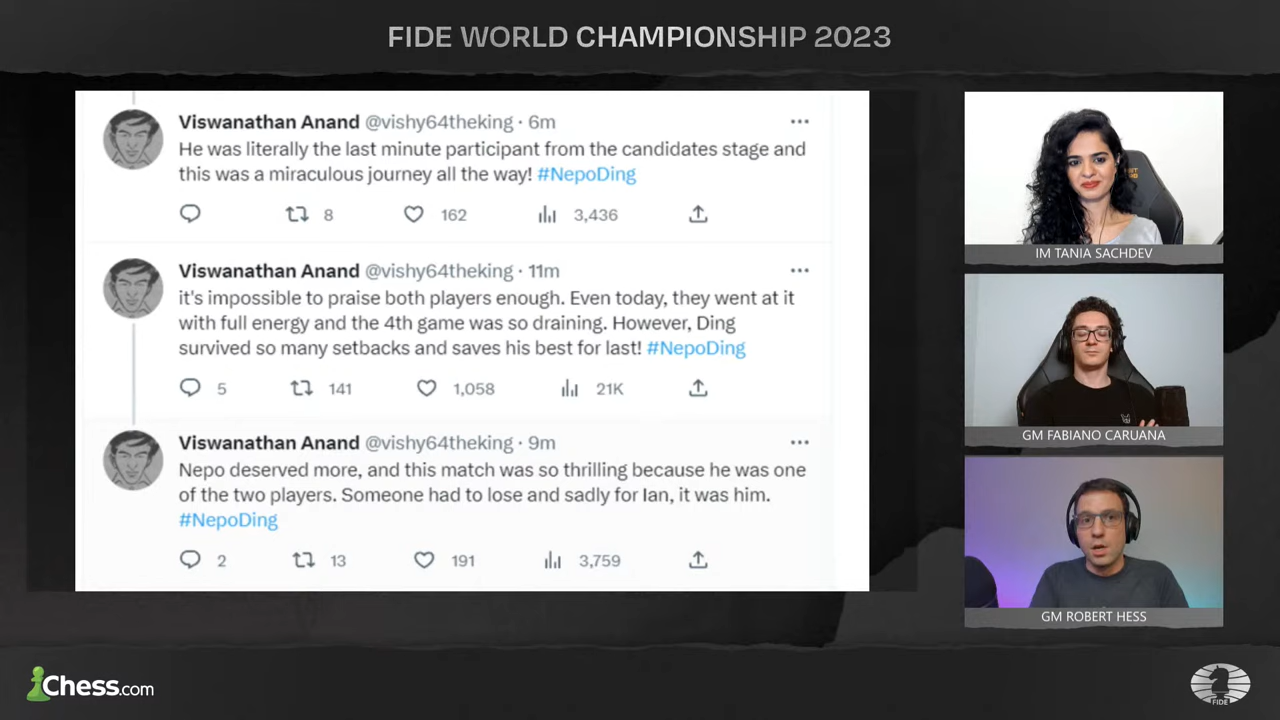 FIDE WORLD CHAMPIONSHIP 2023
Viswanathan Anand @vishy64theking · 6m
He was literally the last minute participant from the candidates stage and
this was a miraculous journey all the way! #NepoDing
8 162 3,436
Viswanathan Anand @vishy64theking · 11m
it's impossible to praise both players enough. Even today, they went at it
with full energy and the 4th game was so draining. However, Ding
survived so many setbacks and saves his best for last! #NepoDing
5 141 1,058 21K
Viswanathan Anand @vishy64theking · 9m
Nepo deserved more, and this match was so thrilling because he was one
of the two players. Someone had to lose and sadly for Ian, it was him.
#NepoDing
2 13 191 3,759
IM TANIA SACHDEV
GM FABIANO CARUANA
GM ROBERT HESS
Chess.com
FIDE